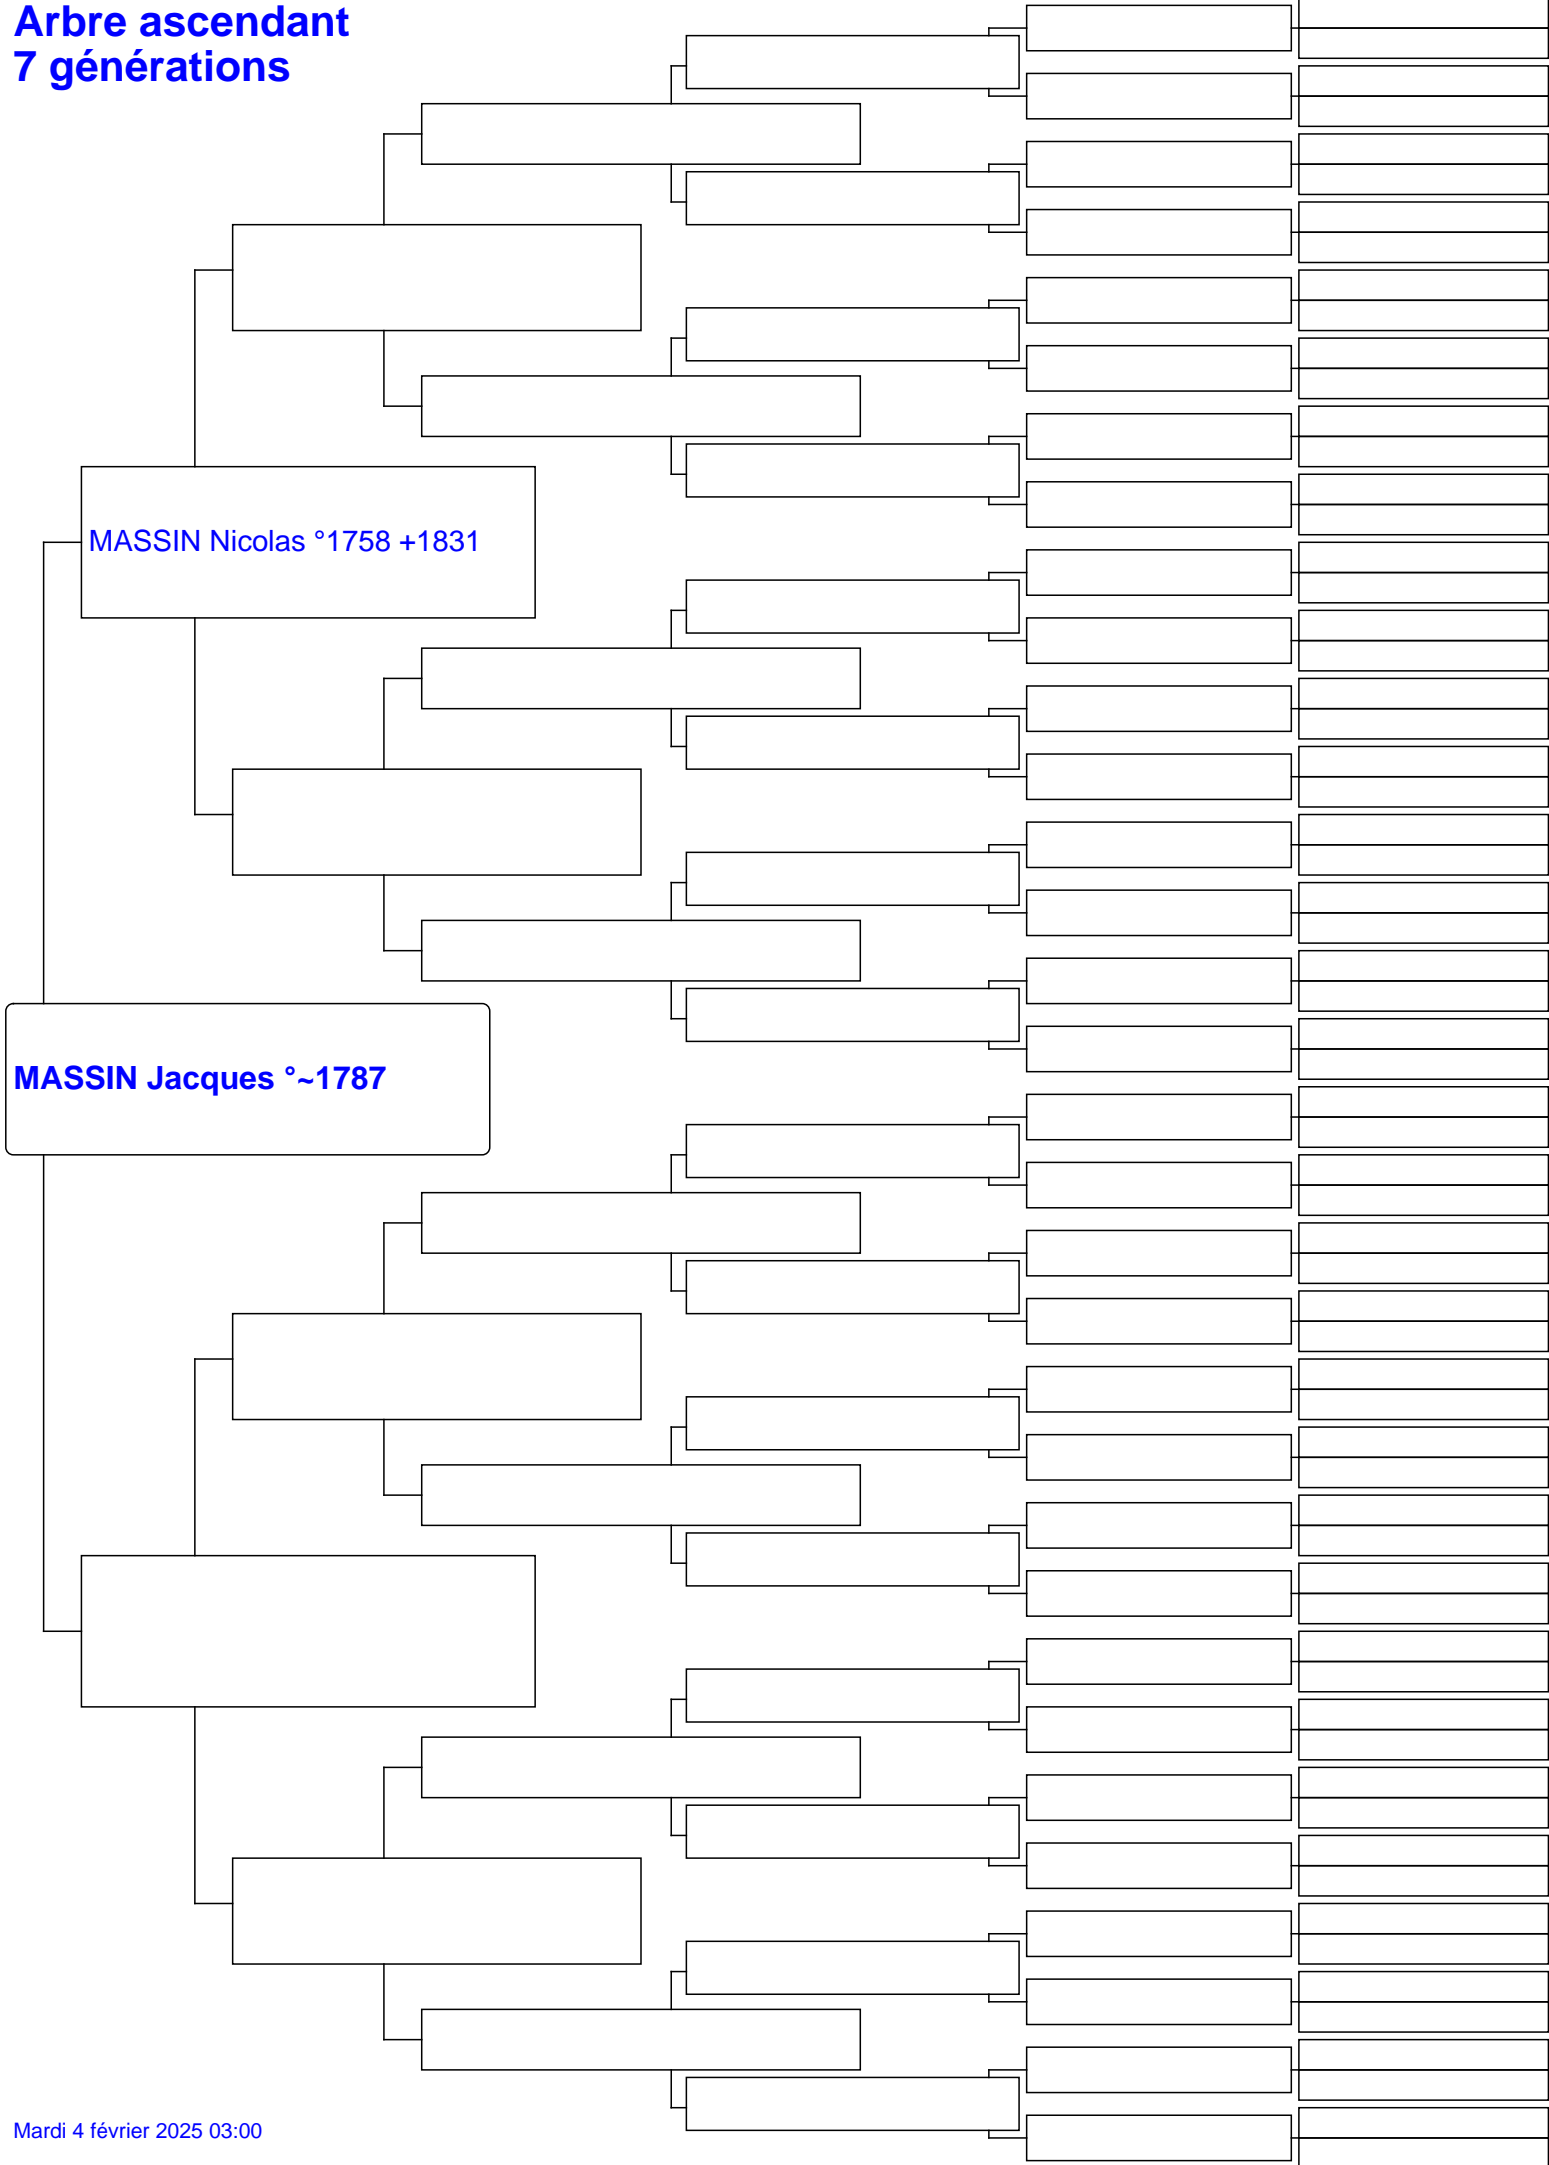 Arbre ascendant
7 générations
MASSIN Nicolas °1758 +1831
MASSIN Jacques °~1787
Mardi 4 février 2025 03:00